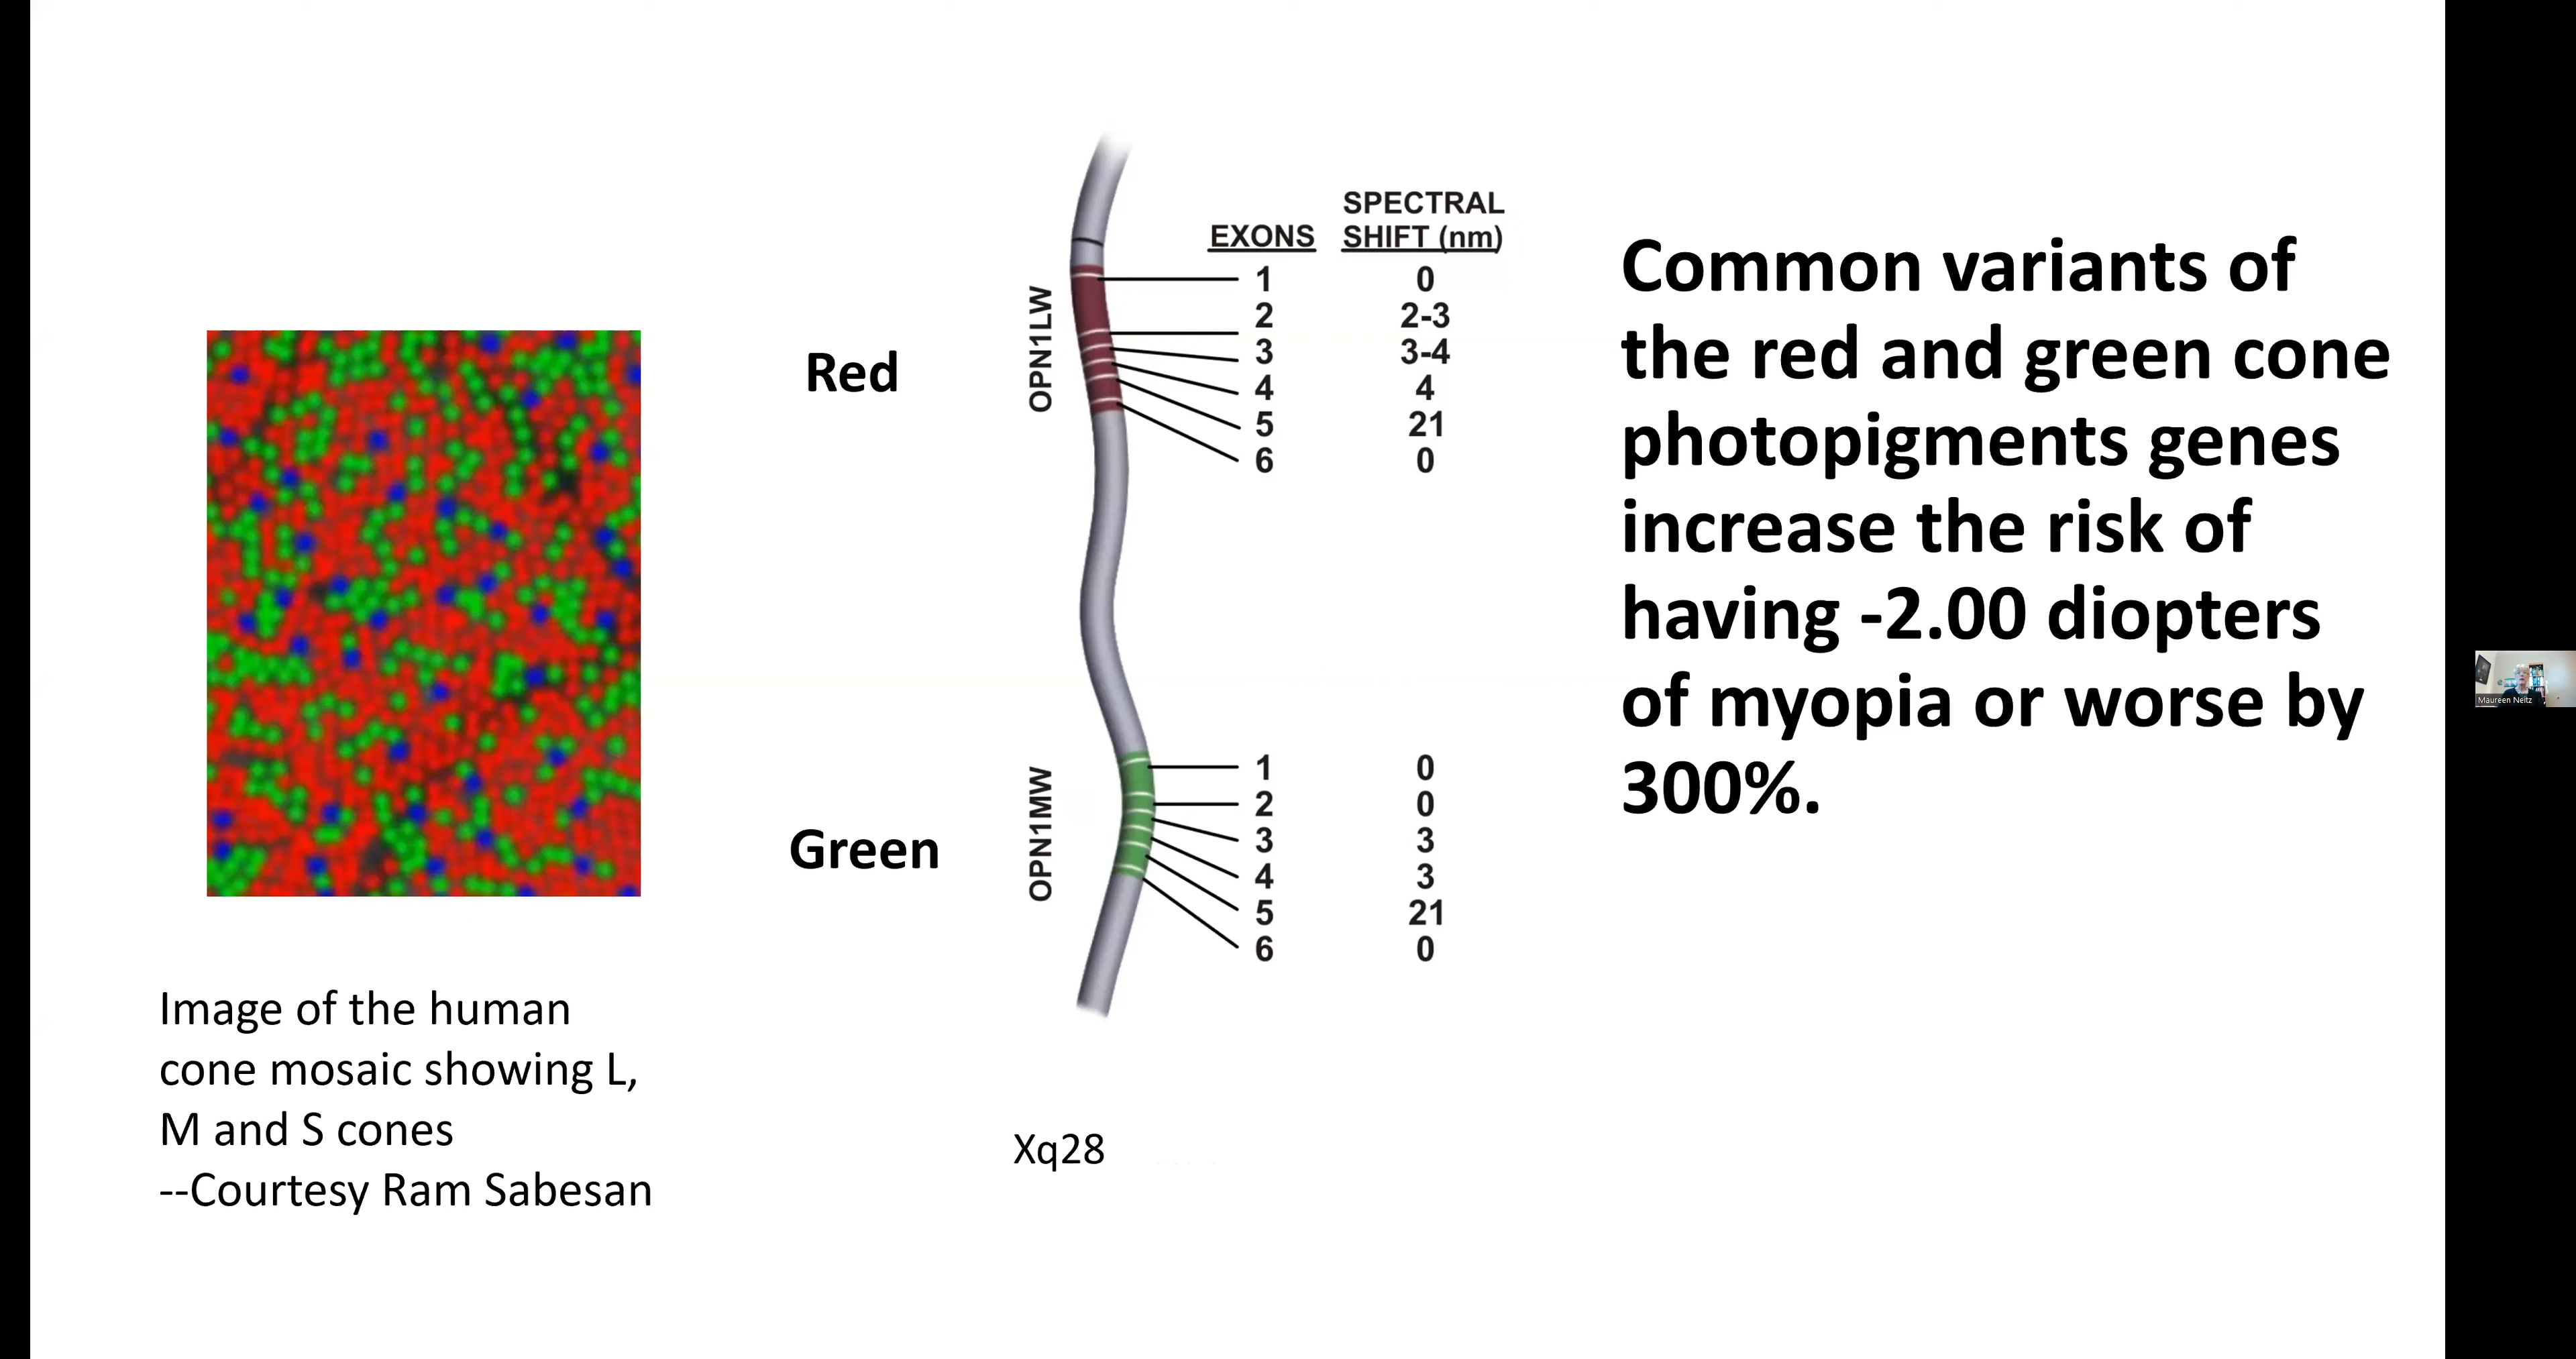 Image of the human
cone mosaic showing L,
M and S cones
--Courtesy Ram Sabesan
Red
Green
OPN1LW
OPN1MW
EXONS SPECTRAL SHIFT (nm)
1 0
2 2-3
3 3-4
4 4
5 21
6 0
1 0
2 0
3 3
4 3
5 21
6 0
Xq28
Common variants of
the red and green cone
photopigments genes
increase the risk of
having -2.00 diopters
of myopia or worse by
300%.
Maureen Neitz